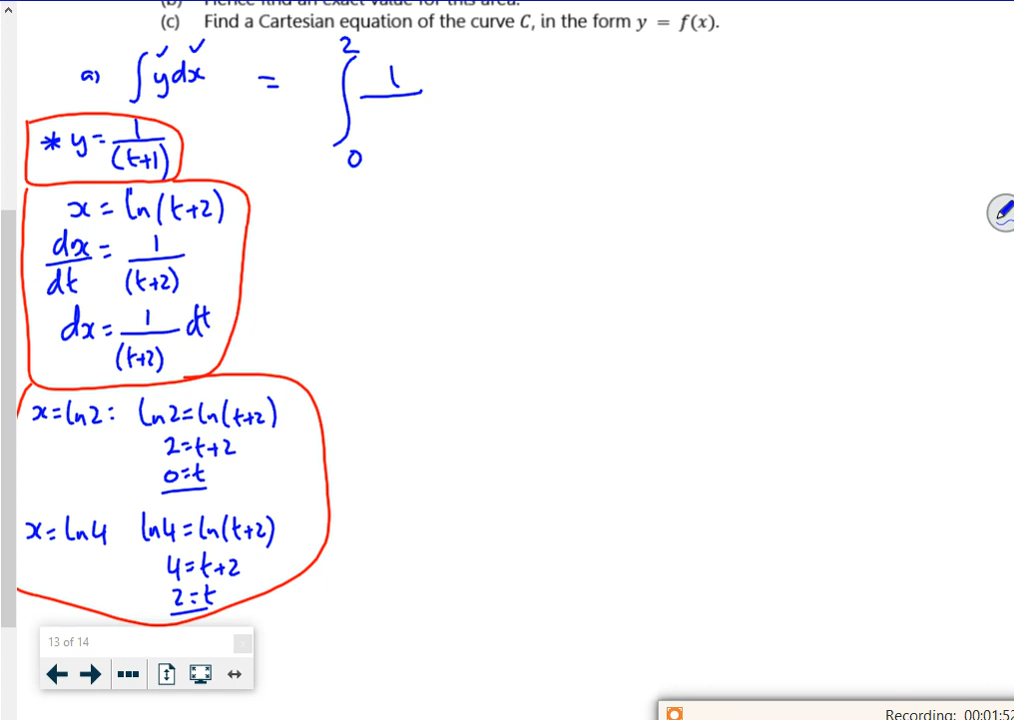 (c) Find a Cartesian equation of the curve C, in the form y = f(x).
a) ∫ y dx = ∫₀² 1
* y = 1/(t+1)
x = ln(t+2)
dx/dt = 1/(t+2)
dx = 1/(t+2) dt
x = ln2 : ln2 = ln(t+2)
2 = t+2
0 = t
x = ln4 ln4 = ln(t+2)
4 = t+2
2 = t
13 of 14
Recording: 00:01:52